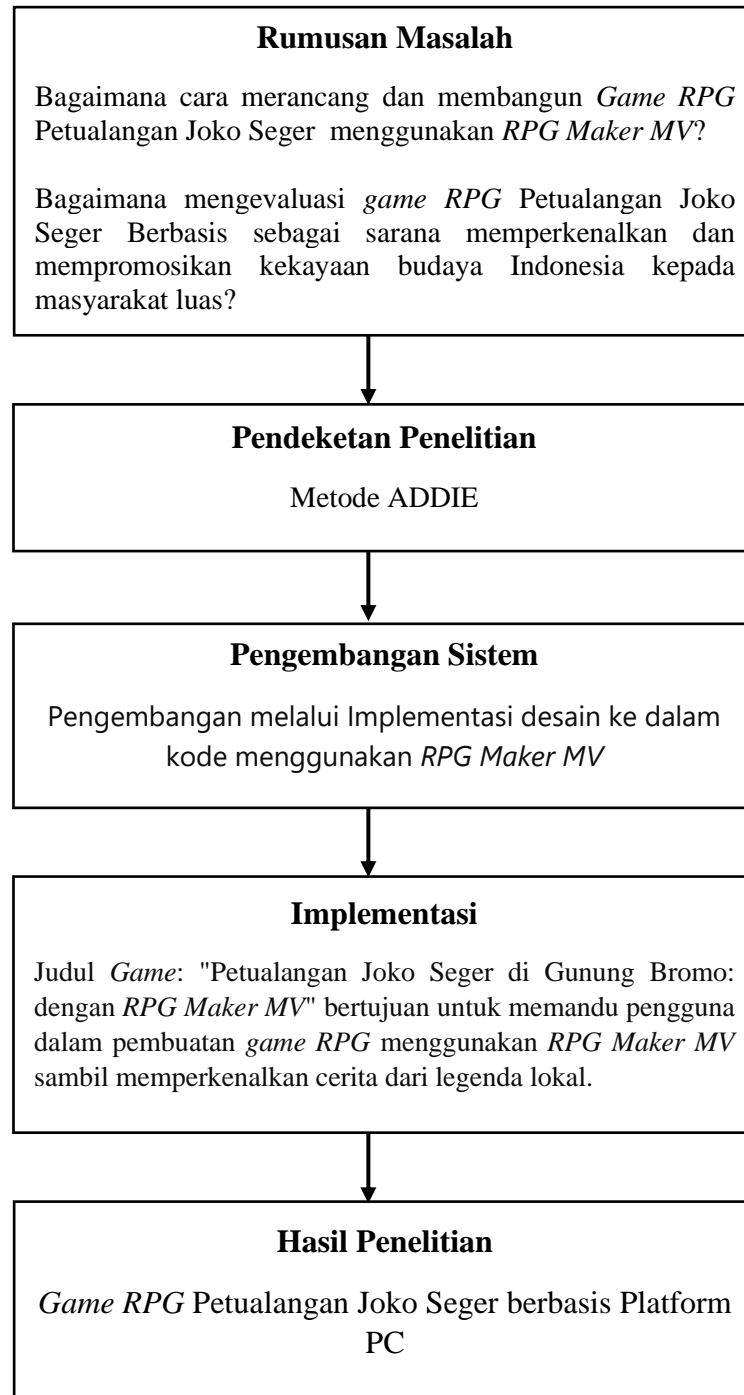 Rumusan Masalah
Bagaimana cara merancang dan membangun Game RPG
Petualangan Joko Seger menggunakan RPG Maker MV?
Bagaimana mengevaluasi game RPG Petualangan Joko
Seger Berbasis sebagai sarana memperkenalkan dan
mempromosikan kekayaan budaya Indonesia kepada
masyarakat luas?
Pendeketan Penelitian
Metode ADDIE
Pengembangan Sistem
Pengembangan melalui Implementasi desain ke dalam
kode menggunakan RPG Maker MV
Implementasi
Judul Game: "Petualangan Joko Seger di Gunung Bromo:
dengan RPG Maker MV" bertujuan untuk memandu pengguna
dalam pembuatan game RPG menggunakan RPG Maker MV
sambil memperkenalkan cerita dari legenda lokal.
Hasil Penelitian
Game RPG Petualangan Joko Seger berbasis Platform
PC